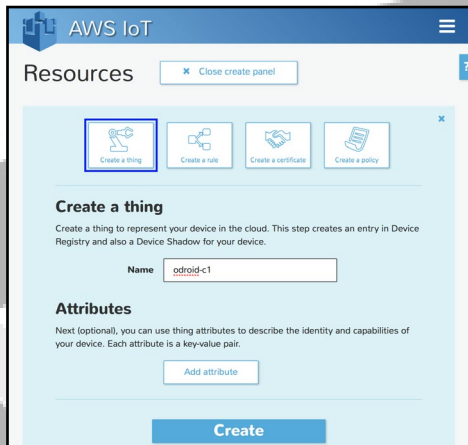 AWS IoT
Resources
✖ Close create panel
?
✖
Create a thing
Create a rule
Create a certificate
Create a policy
Create a thing
Create a thing to represent your device in the cloud. This step creates an entry in Device
Registry and also a Device Shadow for your device.
Name odroid-c1
Attributes
Next (optional), you can use thing attributes to describe the identity and capabilities of
your device. Each attribute is a key-value pair.
Add attribute
Create